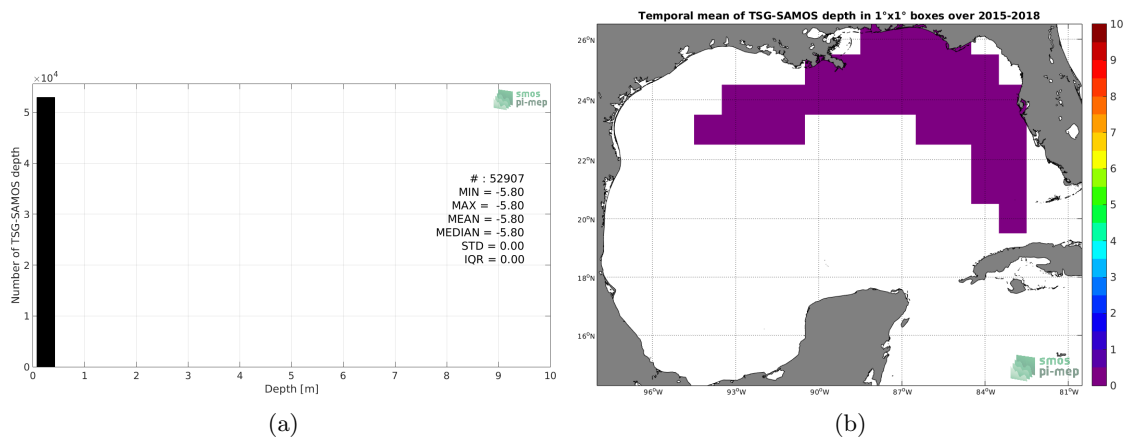 Temporal mean of TSG-SAMOS depth in 1°x1° boxes over 2015-2018
×10⁴
5
4
3
2
1
0
Number of TSG-SAMOS depth
smos
pi-mep
# : 52907
MIN = -5.80
MAX = -5.80
MEAN = -5.80
MEDIAN = -5.80
STD = 0.00
IQR = 0.00
0 1 2 3 4 5 6 7 8 9 10
Depth [m]
(a)
26°N
24°N
22°N
20°N
18°N
16°N
96°W 93°W 90°W 87°W 84°W 81°W
smos
pi-mep
10
9
8
7
6
5
4
3
2
1
0
(b)